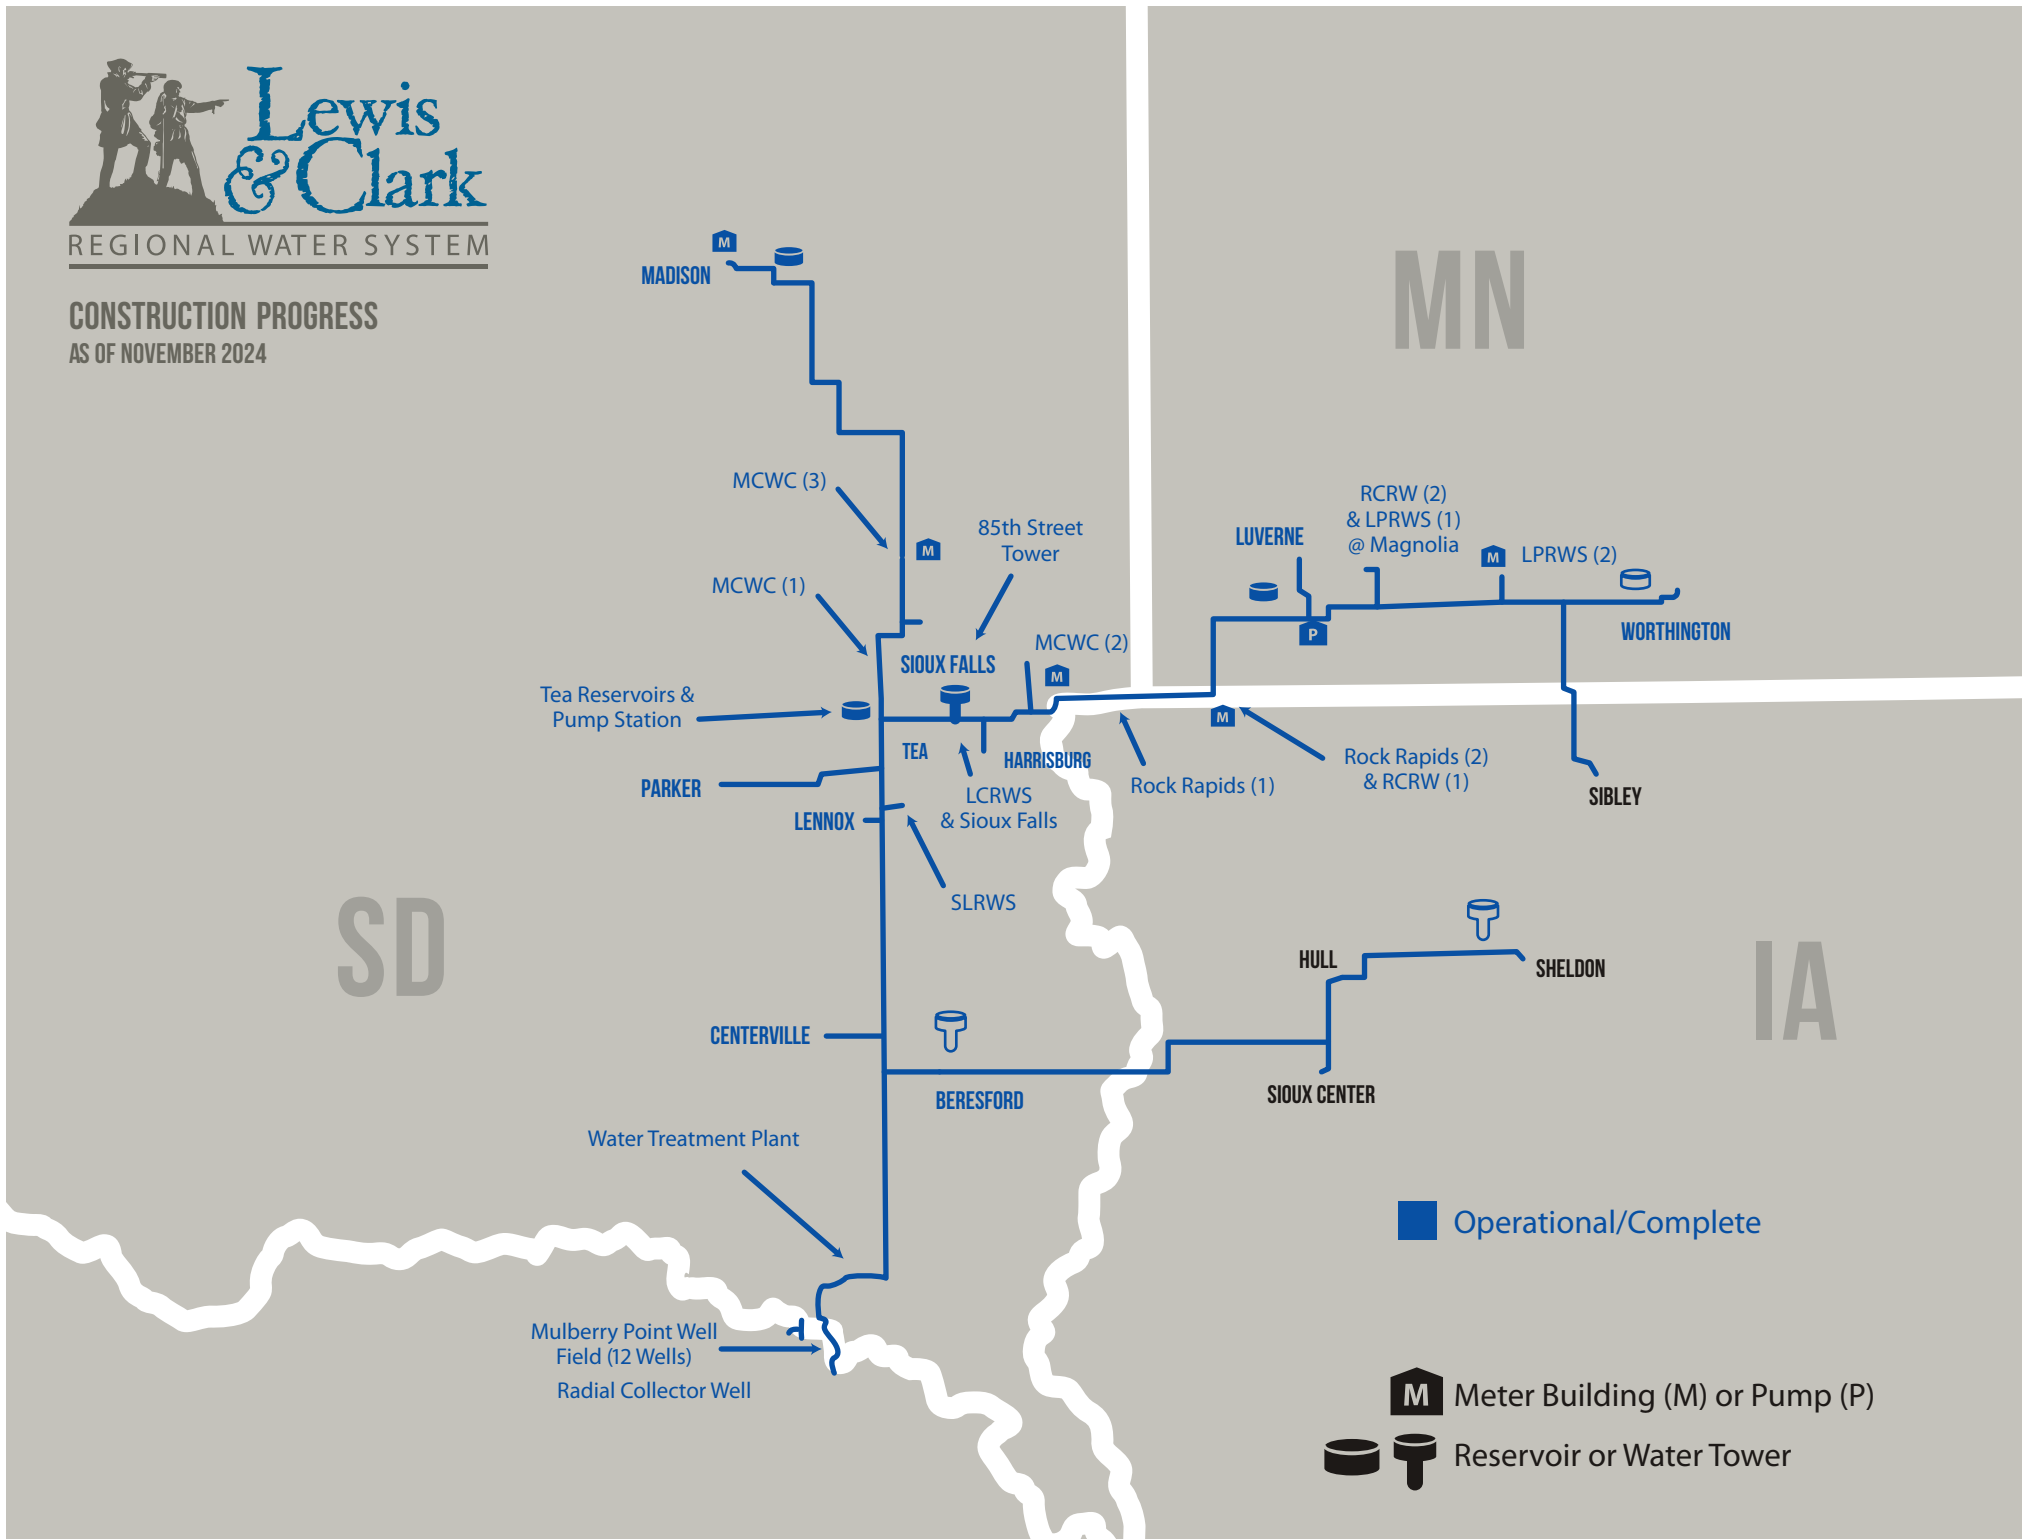 Lewis
& Clark
REGIONAL WATER SYSTEM
CONSTRUCTION PROGRESS
AS OF NOVEMBER 2024
MN
M
MADISON
MCWC (3)
M
85th Street
Tower
MCWC (1)
SIOUX FALLS
MCWC (2)
M
LUVERNE
RCRW (2)
& LPRWS (1)
@ Magnolia
M
LPRWS (2)
P
WORTHINGTON
Tea Reservoirs &
Pump Station
TEA
HARRISBURG
M
Rock Rapids (1)
Rock Rapids (2)
& RCRW (1)
SIBLEY
PARKER
LCRWS
& Sioux Falls
LENNOX
SLRWS
SD
HULL
SHELDON
IA
CENTERVILLE
BERESFORD
SIOUX CENTER
Water Treatment Plant
Mulberry Point Well
Field (12 Wells)
Radial Collector Well
Operational/Complete
M
Meter Building (M) or Pump (P)
Reservoir or Water Tower